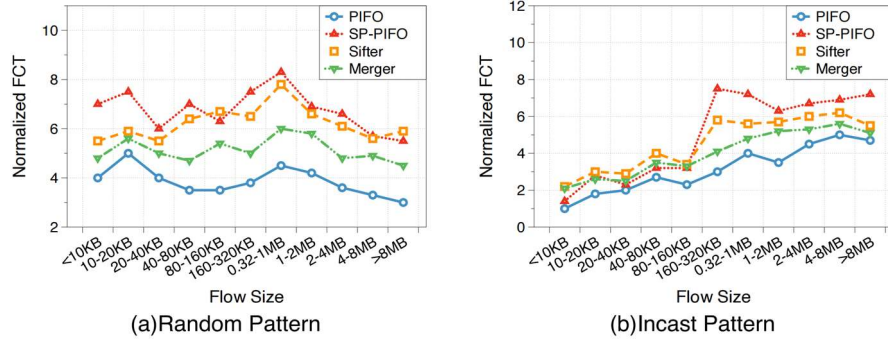 10
8
6
4
2
Normalized FCT
PIFO
SP-PIFO
Sifter
Merger
<10KB
10-20KB
20-40KB
40-80KB
80-160KB
160-320KB
0.32-1MB
1-2MB
2-4MB
4-8MB
>8MB
Flow Size
(a)Random Pattern
12
10
8
6
4
2
0
Normalized FCT
PIFO
SP-PIFO
Sifter
Merger
<10KB
10-20KB
20-40KB
40-80KB
80-160KB
160-320KB
0.32-1MB
1-2MB
2-4MB
4-8MB
>8MB
Flow Size
(b)Incast Pattern